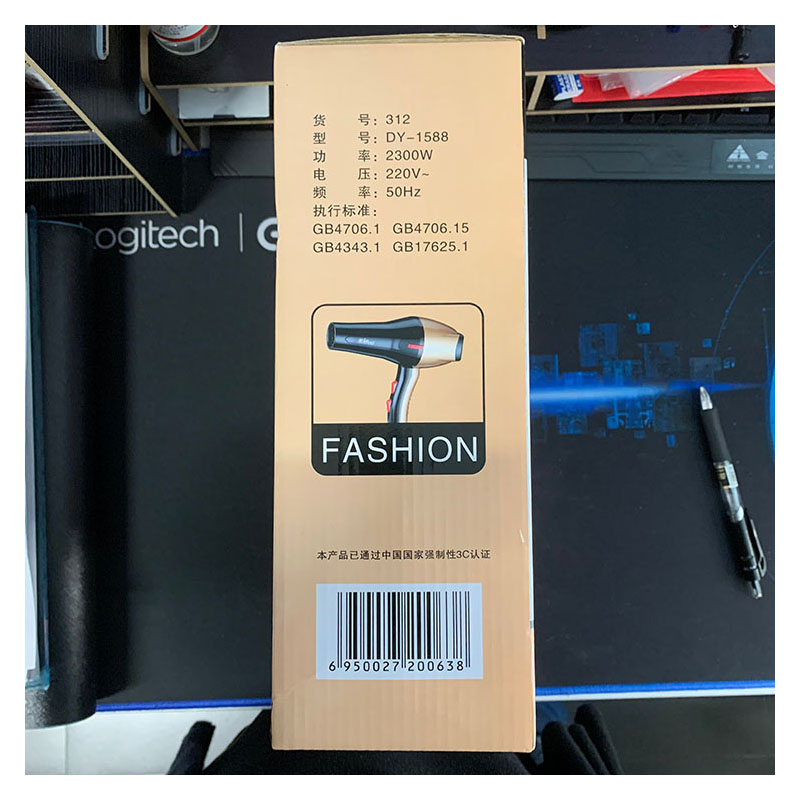 货 号：312
型 号：DY-1588
功 率：2300W
电 压：220V~
频 率：50Hz
执行标准：
GB4706.1 GB4706.15
GB4343.1 GB17625.1
ogitech | G
FASHION
本产品已通过中国国家强制性3C认证
6 950027 200638